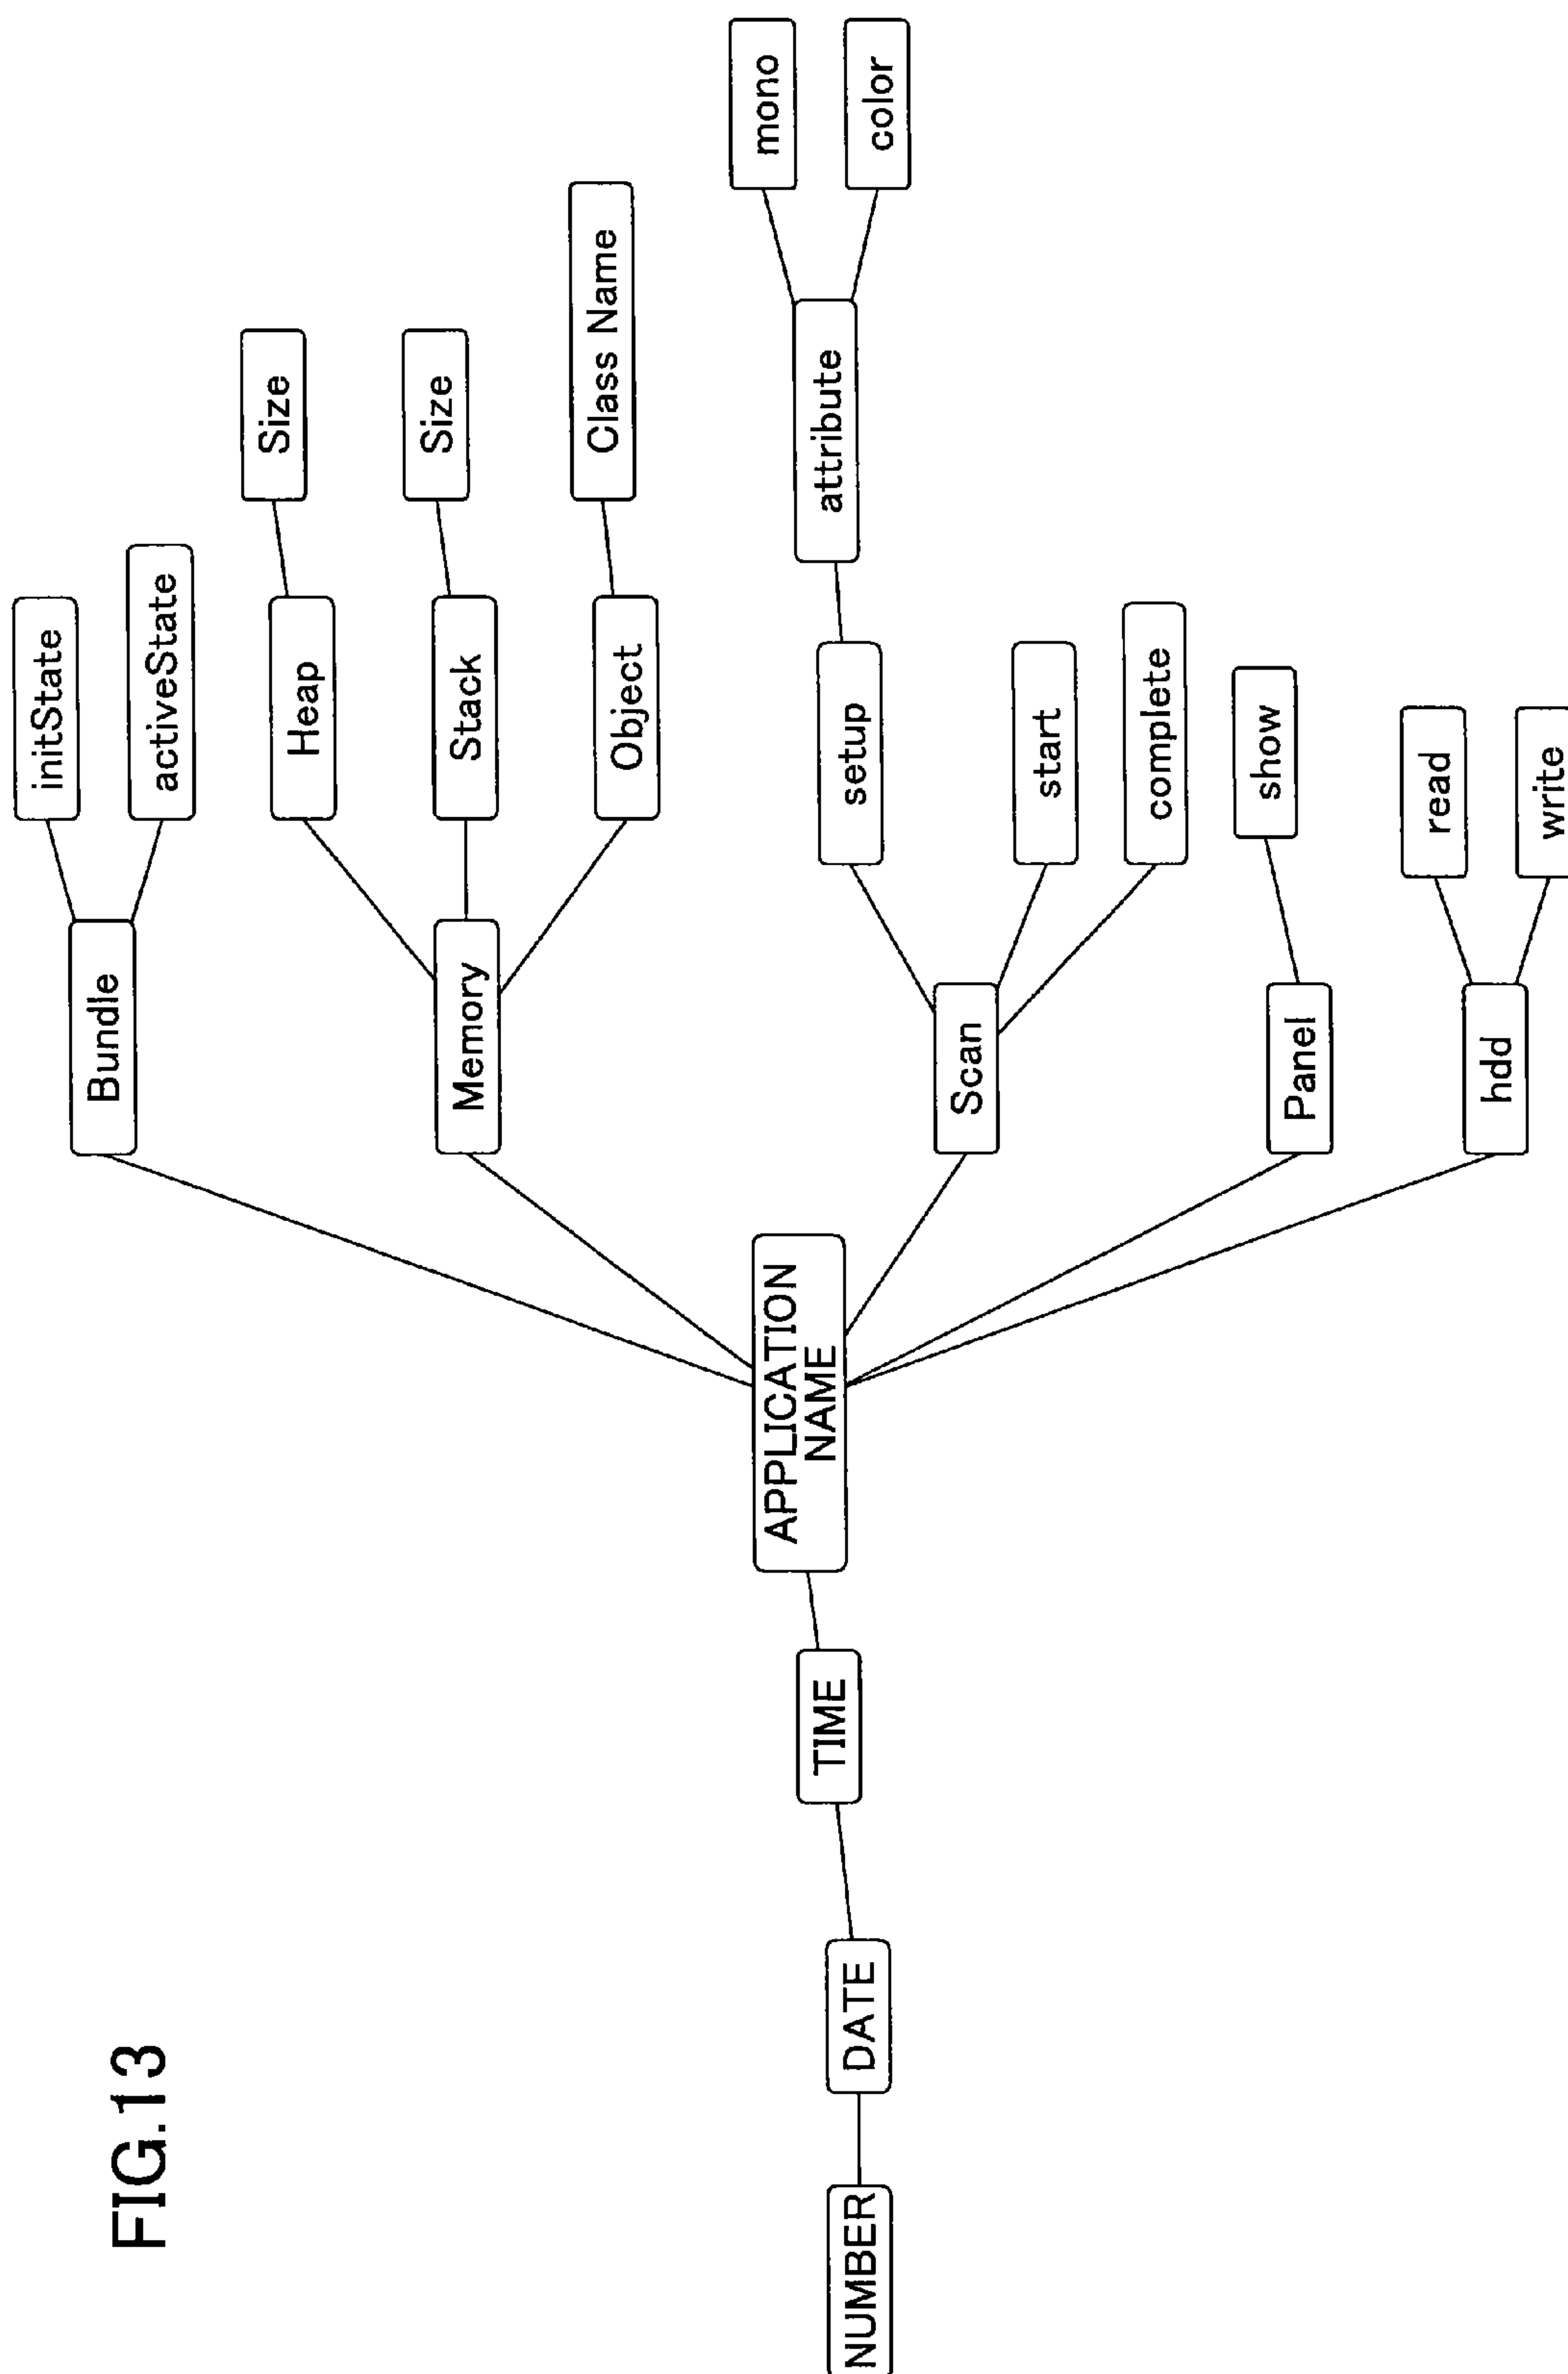 FIG.13
NUMBER
DATE
TIME
APPLICATION
NAME
Bundle
initState
activeState
Memory
Heap
Size
Stack
Size
Object
Class Name
Scan
setup
attribute
mono
color
start
complete
Panel
show
hdd
read
write